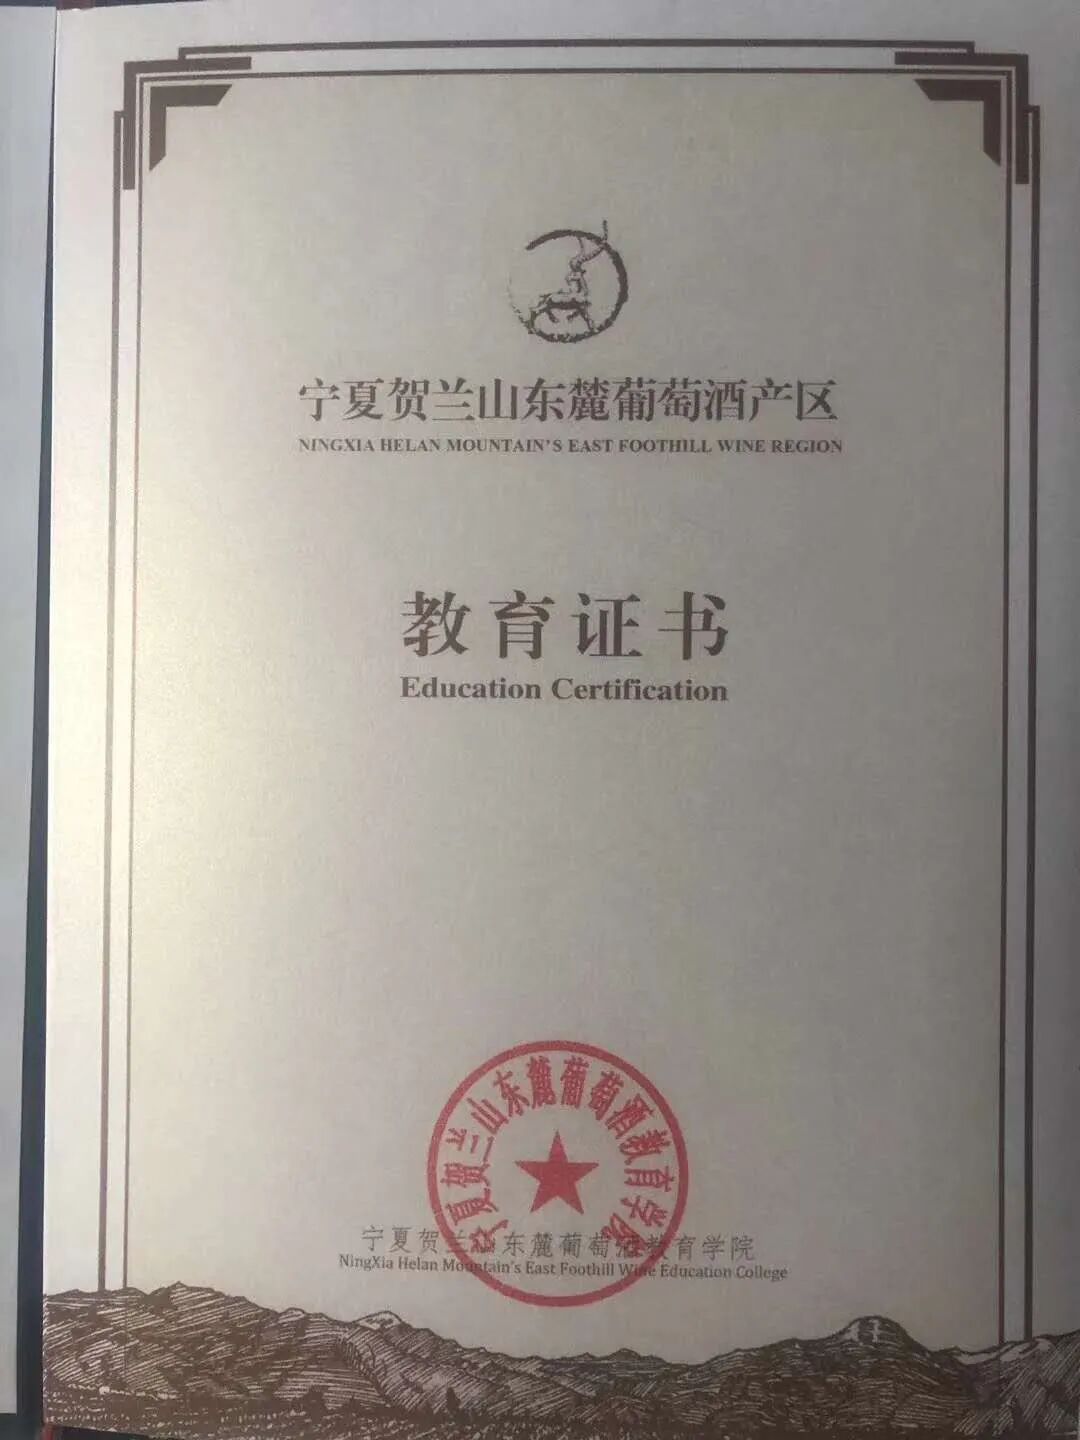 宁夏贺兰山东麓葡萄酒产区
NINGXIA HELAN MOUNTAIN'S EAST FOOTHILL WINE REGION
教育证书
Education Certification
宁夏贺兰山东麓葡萄酒教育学院
宁夏贺兰山东麓葡萄酒教育学院
NingXia Helan Mountain's East Foothill Wine Education College